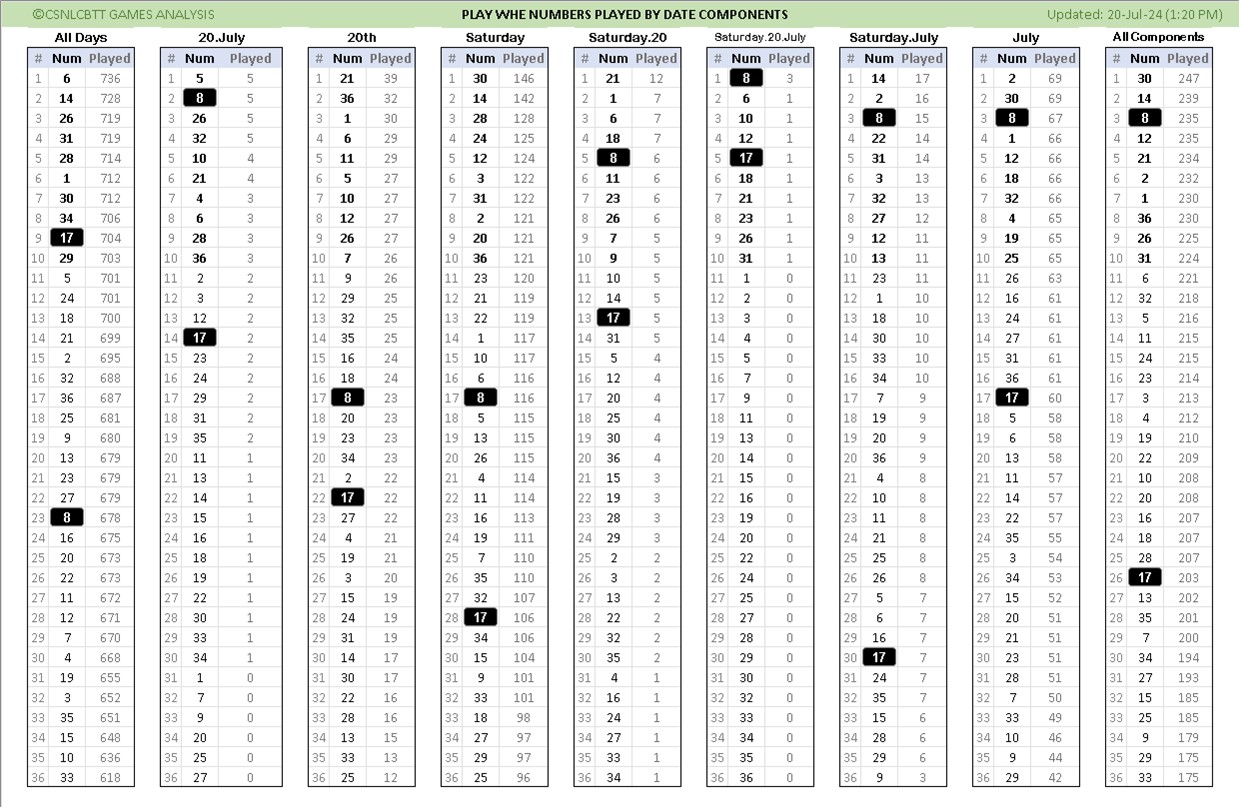 ©CSNLCBTT GAMES ANALYSIS PLAY WHE NUMBERS PLAYED BY DATE COMPONENTS Updated: 20-Jul-24 (1:20 PM)
All Days 20.July 20th Saturday Saturday.20 Saturday.20.July Saturday.July July All Components
# Num Played # Num Played # Num Played # Num Played # Num Played # Num Played # Num Played # Num Played # Num Played
1 6 736 1 5 5 1 21 39 1 30 146 1 21 12 1 8 3 1 14 17 1 2 69 1 30 247
2 14 728 2 8 5 2 36 32 2 14 142 2 1 7 2 6 1 2 2 16 2 30 69 2 14 239
3 26 719 3 26 5 3 1 30 3 28 128 3 6 7 3 10 1 3 8 15 3 8 67 3 8 235
4 31 719 4 32 5 4 6 29 4 24 125 4 18 7 4 12 1 4 22 14 4 1 66 4 12 235
5 28 714 5 10 4 5 11 29 5 12 124 5 8 6 5 17 1 5 31 14 5 12 66 5 21 234
6 1 712 6 21 4 6 5 27 6 3 122 6 11 6 6 18 1 6 3 13 6 18 66 6 2 232
7 30 712 7 4 3 7 10 27 7 31 122 7 23 6 7 21 1 7 32 13 7 32 66 7 1 230
8 34 706 8 6 3 8 12 27 8 2 121 8 26 6 8 23 1 8 27 12 8 4 65 8 36 230
9 17 704 9 28 3 9 26 27 9 20 121 9 7 5 9 26 1 9 12 11 9 19 65 9 26 225
10 29 703 10 36 3 10 7 26 10 36 121 10 9 5 10 31 1 10 13 11 10 25 65 10 31 224
11 5 701 11 2 2 11 9 26 11 23 120 11 10 5 11 1 0 11 23 11 11 26 63 11 6 221
12 24 701 12 3 2 12 29 25 12 21 119 12 14 5 12 2 0 12 1 10 12 16 61 12 32 218
13 18 700 13 12 2 13 32 25 13 22 119 13 17 5 13 3 0 13 18 10 13 24 61 13 5 216
14 21 699 14 17 2 14 35 25 14 1 117 14 31 5 14 4 0 14 30 10 14 27 61 14 11 215
15 2 695 15 23 2 15 16 24 15 10 117 15 5 4 15 5 0 15 33 10 15 31 61 15 24 215
16 32 688 16 24 2 16 18 24 16 6 116 16 12 4 16 7 0 16 34 10 16 36 61 16 23 214
17 36 687 17 29 2 17 8 23 17 8 116 17 20 4 17 9 0 17 7 9 17 17 60 17 3 213
18 25 681 18 31 2 18 20 23 18 5 115 18 25 4 18 11 0 18 19 9 18 5 58 18 4 212
19 9 680 19 35 2 19 23 23 19 13 115 19 30 4 19 13 0 19 20 9 19 6 58 19 19 210
20 13 679 20 11 1 20 34 23 20 26 115 20 36 4 20 14 0 20 36 9 20 13 58 20 22 209
21 23 679 21 13 1 21 2 22 21 4 114 21 15 3 21 15 0 21 4 8 21 11 57 21 10 208
22 27 679 22 14 1 22 17 22 22 11 114 22 19 3 22 16 0 22 10 8 22 14 57 22 20 208
23 8 678 23 15 1 23 27 22 23 16 113 23 28 3 23 19 0 23 11 8 23 22 57 23 16 207
24 16 675 24 16 1 24 4 21 24 19 111 24 29 3 24 20 0 24 21 8 24 35 55 24 18 207
25 20 673 25 18 1 25 19 21 25 7 110 25 2 2 25 22 0 25 25 8 25 3 54 25 28 207
26 22 673 26 19 1 26 3 20 26 35 110 26 3 2 26 24 0 26 26 8 26 34 53 26 17 203
27 11 672 27 22 1 27 15 19 27 32 107 27 13 2 27 25 0 27 5 7 27 15 52 27 13 202
28 12 671 28 30 1 28 24 19 28 17 106 28 22 2 28 27 0 28 6 7 28 20 51 28 35 201
29 7 670 29 33 1 29 31 19 29 34 106 29 32 2 29 28 0 29 16 7 29 21 51 29 7 200
30 4 668 30 34 1 30 14 17 30 15 104 30 35 2 30 29 0 30 17 7 30 23 51 30 34 194
31 19 655 31 1 0 31 30 17 31 9 101 31 4 1 31 30 0 31 24 7 31 28 51 31 27 193
32 3 652 32 7 0 32 22 16 32 33 101 32 16 1 32 32 0 32 35 7 32 7 50 32 15 185
33 35 651 33 9 0 33 28 16 33 18 98 33 24 1 33 33 0 33 15 6 33 33 49 33 25 185
34 15 648 34 20 0 34 13 15 34 27 97 34 27 1 34 34 0 34 28 6 34 10 46 34 9 179
35 10 636 35 25 0 35 33 13 35 29 97 35 33 1 35 35 0 35 29 6 35 9 44 35 29 175
36 33 618 36 27 0 36 25 12 36 25 96 36 34 1 36 36 0 36 9 3 36 29 42 36 33 175